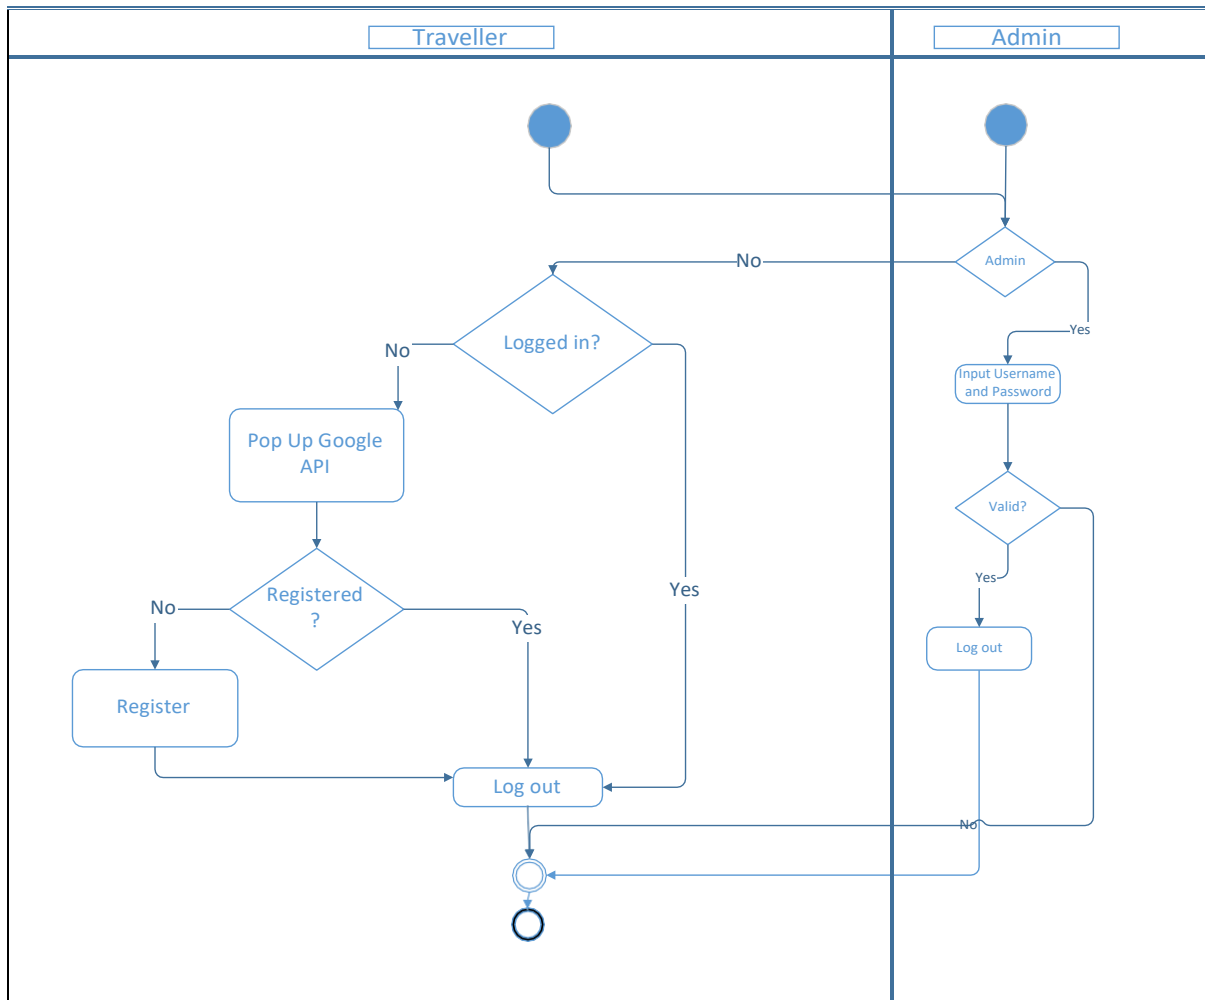 Traveller
Admin
Admin
No
Logged in?
Yes
No
Input Username
and Password
Pop Up Google
API
Valid?
Yes
Yes
Registered
?
No
Yes
Log out
Register
Log out
No